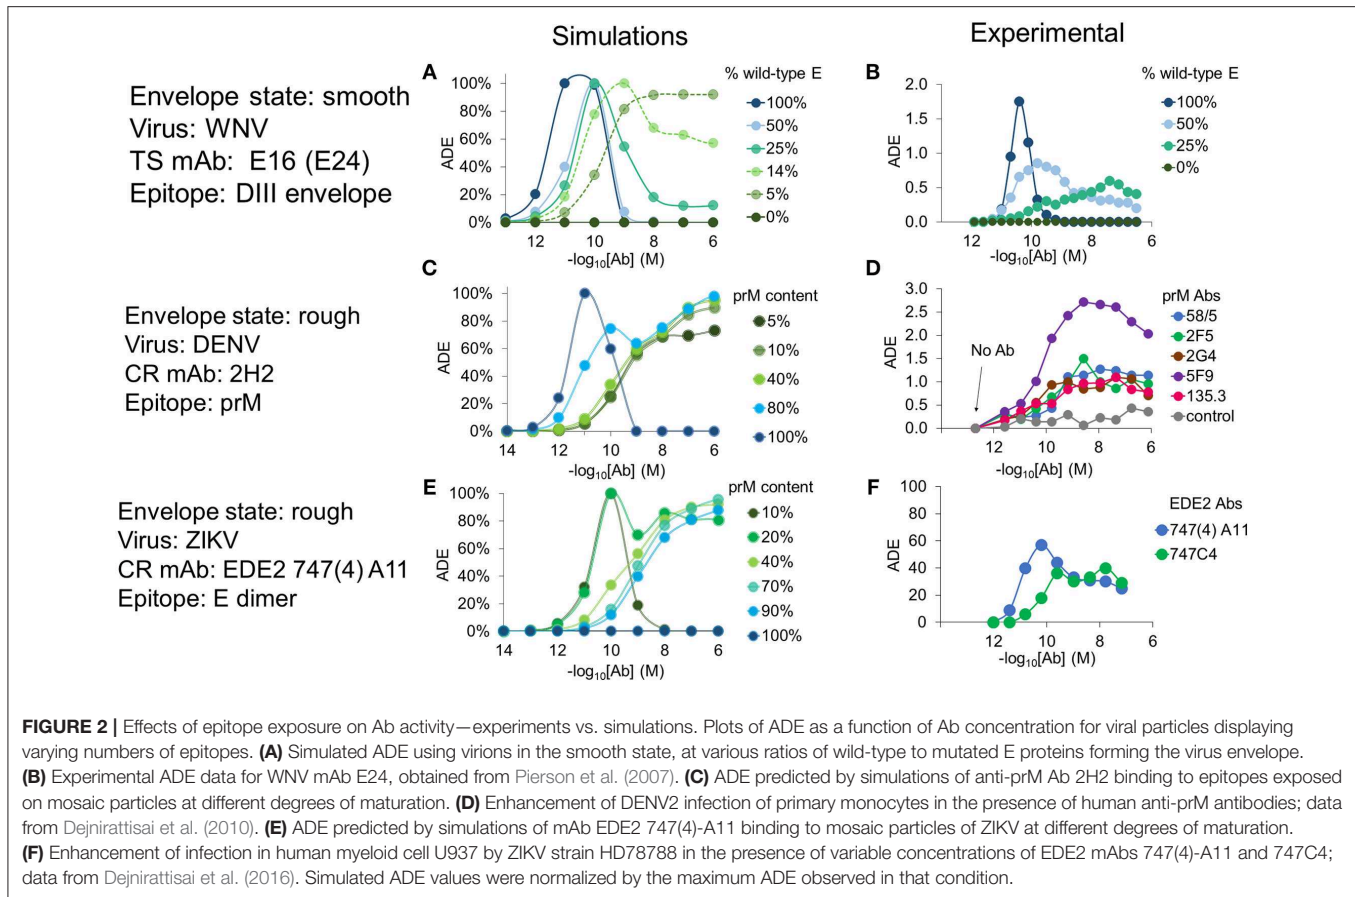 Simulations
Experimental
Envelope state: smooth
Virus: WNV
TS mAb: E16 (E24)
Epitope: DIII envelope
(A)
100%
80%
60%
40%
20%
0%
ADE
12 10 8 6
-log10[Ab] (M)
% wild-type E
100%
50%
25%
14%
5%
0%
(B)
2.0
1.5
1.0
0.5
0.0
ADE
12 10 8 6
-log10[Ab] (M)
% wild-type E
100%
50%
25%
0%
Envelope state: rough
Virus: DENV
CR mAb: 2H2
Epitope: prM
(C)
100%
80%
60%
40%
20%
0%
ADE
14 12 10 8 6
-log10[Ab] (M)
prM content
5%
10%
40%
80%
100%
(D)
3.0
2.5
2.0
1.5
1.0
0.5
0.0
ADE
No Ab
14 12 10 8 6
-log10[Ab] (M)
prM Abs
58/5
2F5
2G4
5F9
135.3
control
Envelope state: rough
Virus: ZIKV
CR mAb: EDE2 747(4) A11
Epitope: E dimer
(E)
100%
80%
60%
40%
20%
0%
ADE
14 12 10 8 6
-log10[Ab] (M)
prM content
10%
20%
40%
70%
90%
100%
(F)
100
80
60
40
20
0
ADE
12 10 8 6
-log10[Ab] (M)
EDE2 Abs
747(4) A11
747C4
FIGURE 2 | Effects of epitope exposure on Ab activity—experiments vs. simulations. Plots of ADE as a function of Ab concentration for viral particles displaying
varying numbers of epitopes. (A) Simulated ADE using virions in the smooth state, at various ratios of wild-type to mutated E proteins forming the virus envelope.
(B) Experimental ADE data for WNV mAb E24, obtained from Pierson et al. (2007). (C) ADE predicted by simulations of anti-prM Ab 2H2 binding to epitopes exposed
on mosaic particles at different degrees of maturation. (D) Enhancement of DENV2 infection of primary monocytes in the presence of human anti-prM antibodies; data
from Dejnirattisai et al. (2010). (E) ADE predicted by simulations of mAb EDE2 747(4)-A11 binding to mosaic particles of ZIKV at different degrees of maturation.
(F) Enhancement of infection in human myeloid cell U937 by ZIKV strain HD78788 in the presence of variable concentrations of EDE2 mAbs 747(4)-A11 and 747C4;
data from Dejnirattisai et al. (2016). Simulated ADE values were normalized by the maximum ADE observed in that condition.